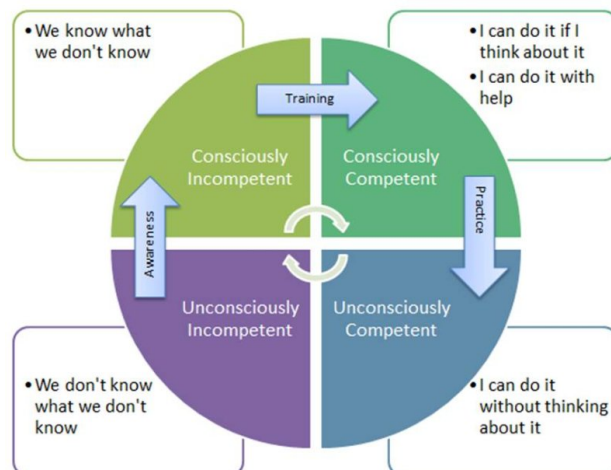 • We know what
we don't know
• I can do it if I
think about it
• I can do it with
help
Training
Consciously
Incompetent
Consciously
Competent
Awareness
Practice
Unconsciously
Incompetent
Unconsciously
Competent
• We don't know
what we don't
know
• I can do it
without thinking
about it